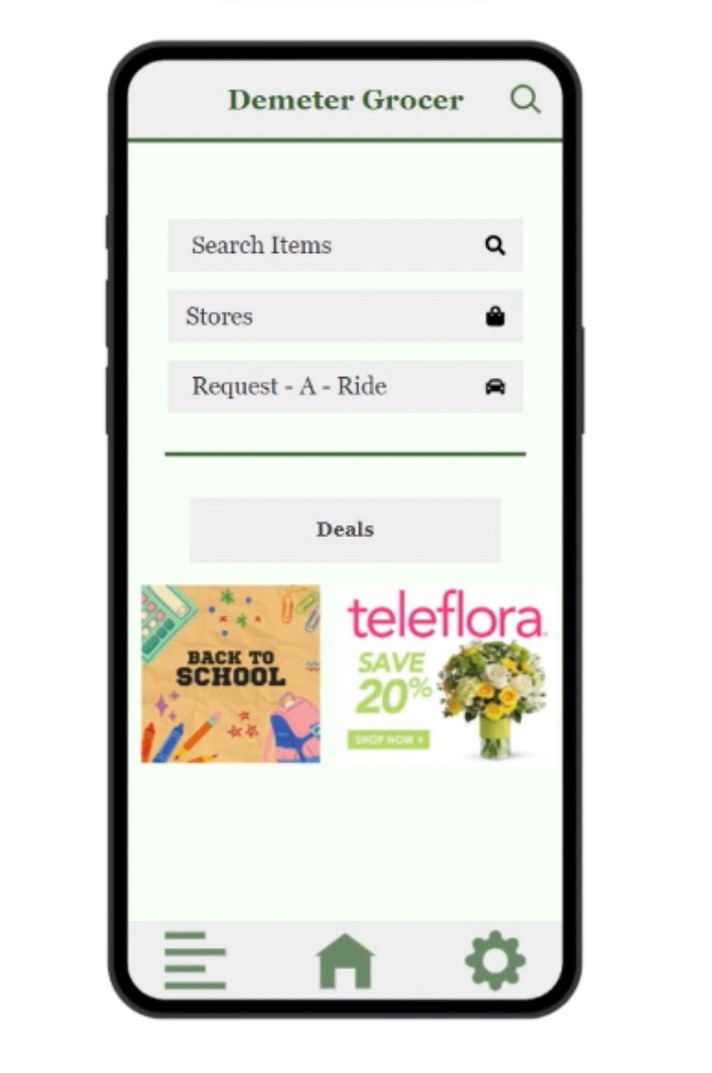 Demeter Grocer
Search Items
Stores
Request - A - Ride
Deals
BACK TO
SCHOOL
teleflora.
SAVE
20%
SHOP NOW